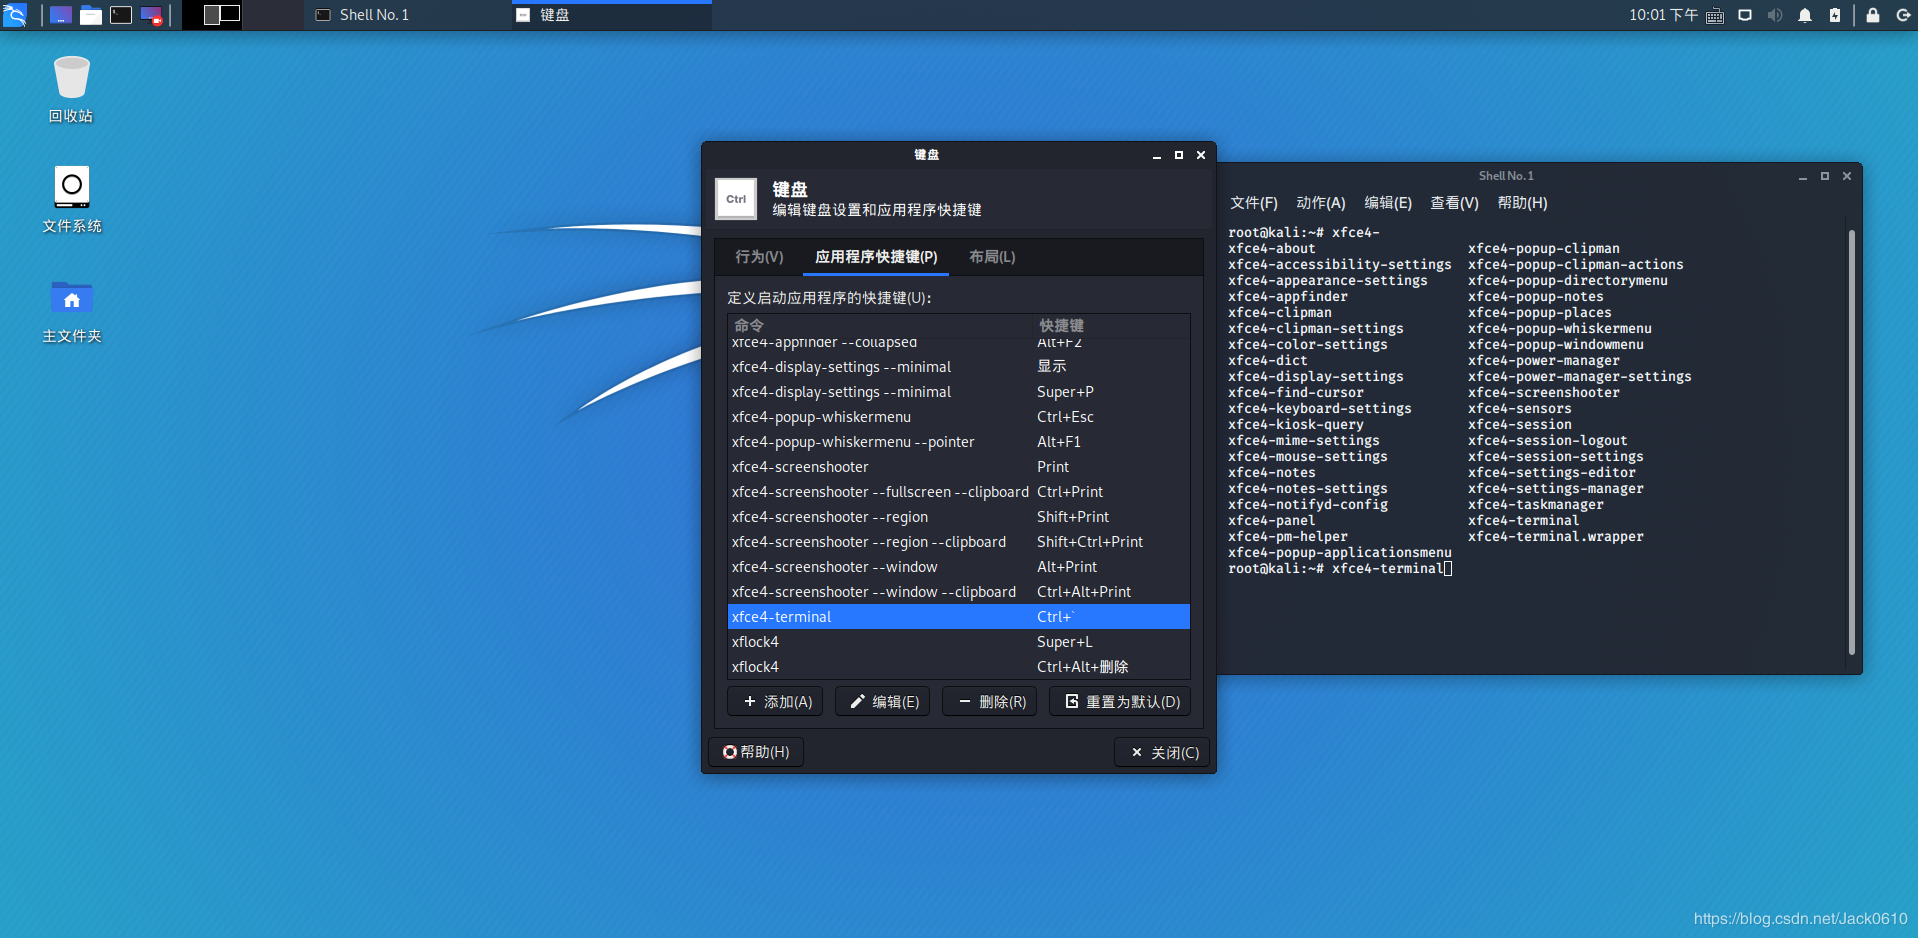 Shell No. 1
键盘
10:01 下午
回收站
文件系统
主文件夹
键盘
Ctrl
键盘
编辑键盘设置和应用程序快捷键
行为(V) 应用程序快捷键(P) 布局(L)
定义启动应用程序的快捷键(U):
命令 快捷键
xfce4-appfinder --collapsed Alt+F2
xfce4-display-settings --minimal 显示
xfce4-display-settings --minimal Super+P
xfce4-popup-whiskermenu Ctrl+Esc
xfce4-popup-whiskermenu --pointer Alt+F1
xfce4-screenshooter Print
xfce4-screenshooter --fullscreen --clipboard Ctrl+Print
xfce4-screenshooter --region Shift+Print
xfce4-screenshooter --region --clipboard Shift+Ctrl+Print
xfce4-screenshooter --window Alt+Print
xfce4-screenshooter --window --clipboard Ctrl+Alt+Print
xfce4-terminal Ctrl+`
xflock4 Super+L
xflock4 Ctrl+Alt+删除
添加(A) 编辑(E) 删除(R) 重置为默认(D)
帮助(H) 关闭(C)
Shell No. 1
文件(F) 动作(A) 编辑(E) 查看(V) 帮助(H)
root@kali:~# xfce4-
xfce4-about xfce4-popup-clipman
xfce4-accessibility-settings xfce4-popup-clipman-actions
xfce4-appearance-settings xfce4-popup-directorymenu
xfce4-appfinder xfce4-popup-notes
xfce4-clipman xfce4-popup-places
xfce4-clipman-settings xfce4-popup-whiskermenu
xfce4-color-settings xfce4-popup-windowmenu
xfce4-dict xfce4-power-manager
xfce4-display-settings xfce4-power-manager-settings
xfce4-find-cursor xfce4-screenshooter
xfce4-keyboard-settings xfce4-sensors
xfce4-kiosk-query xfce4-session
xfce4-mime-settings xfce4-session-logout
xfce4-mouse-settings xfce4-session-settings
xfce4-notes xfce4-settings-editor
xfce4-notes-settings xfce4-settings-manager
xfce4-notifyd-config xfce4-taskmanager
xfce4-panel xfce4-terminal
xfce4-pm-helper xfce4-terminal.wrapper
xfce4-popup-applicationsmenu
root@kali:~# xfce4-terminal
https://blog.csdn.net/Jack0610